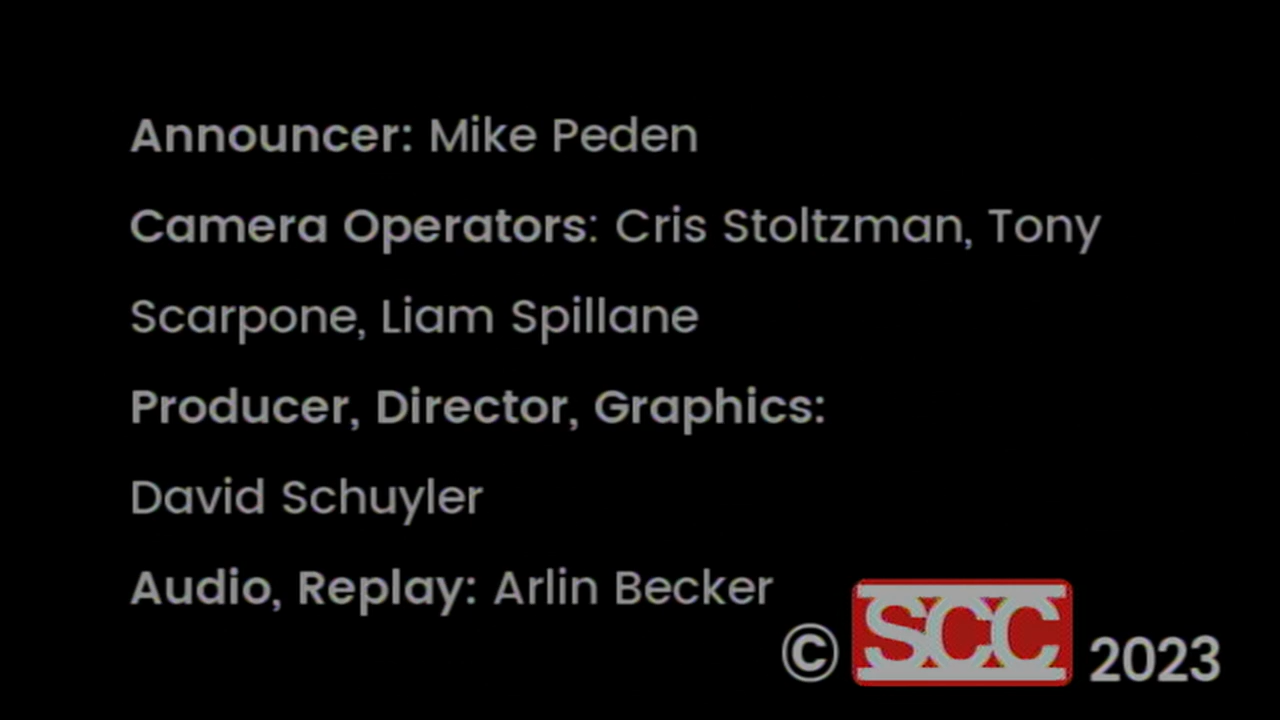 Announcer: Mike Peden
Camera Operators: Cris Stoltzman, Tony
Scarpone, Liam Spillane
Producer, Director, Graphics:
David Schuyler
Audio, Replay: Arlin Becker
© SCC 2023